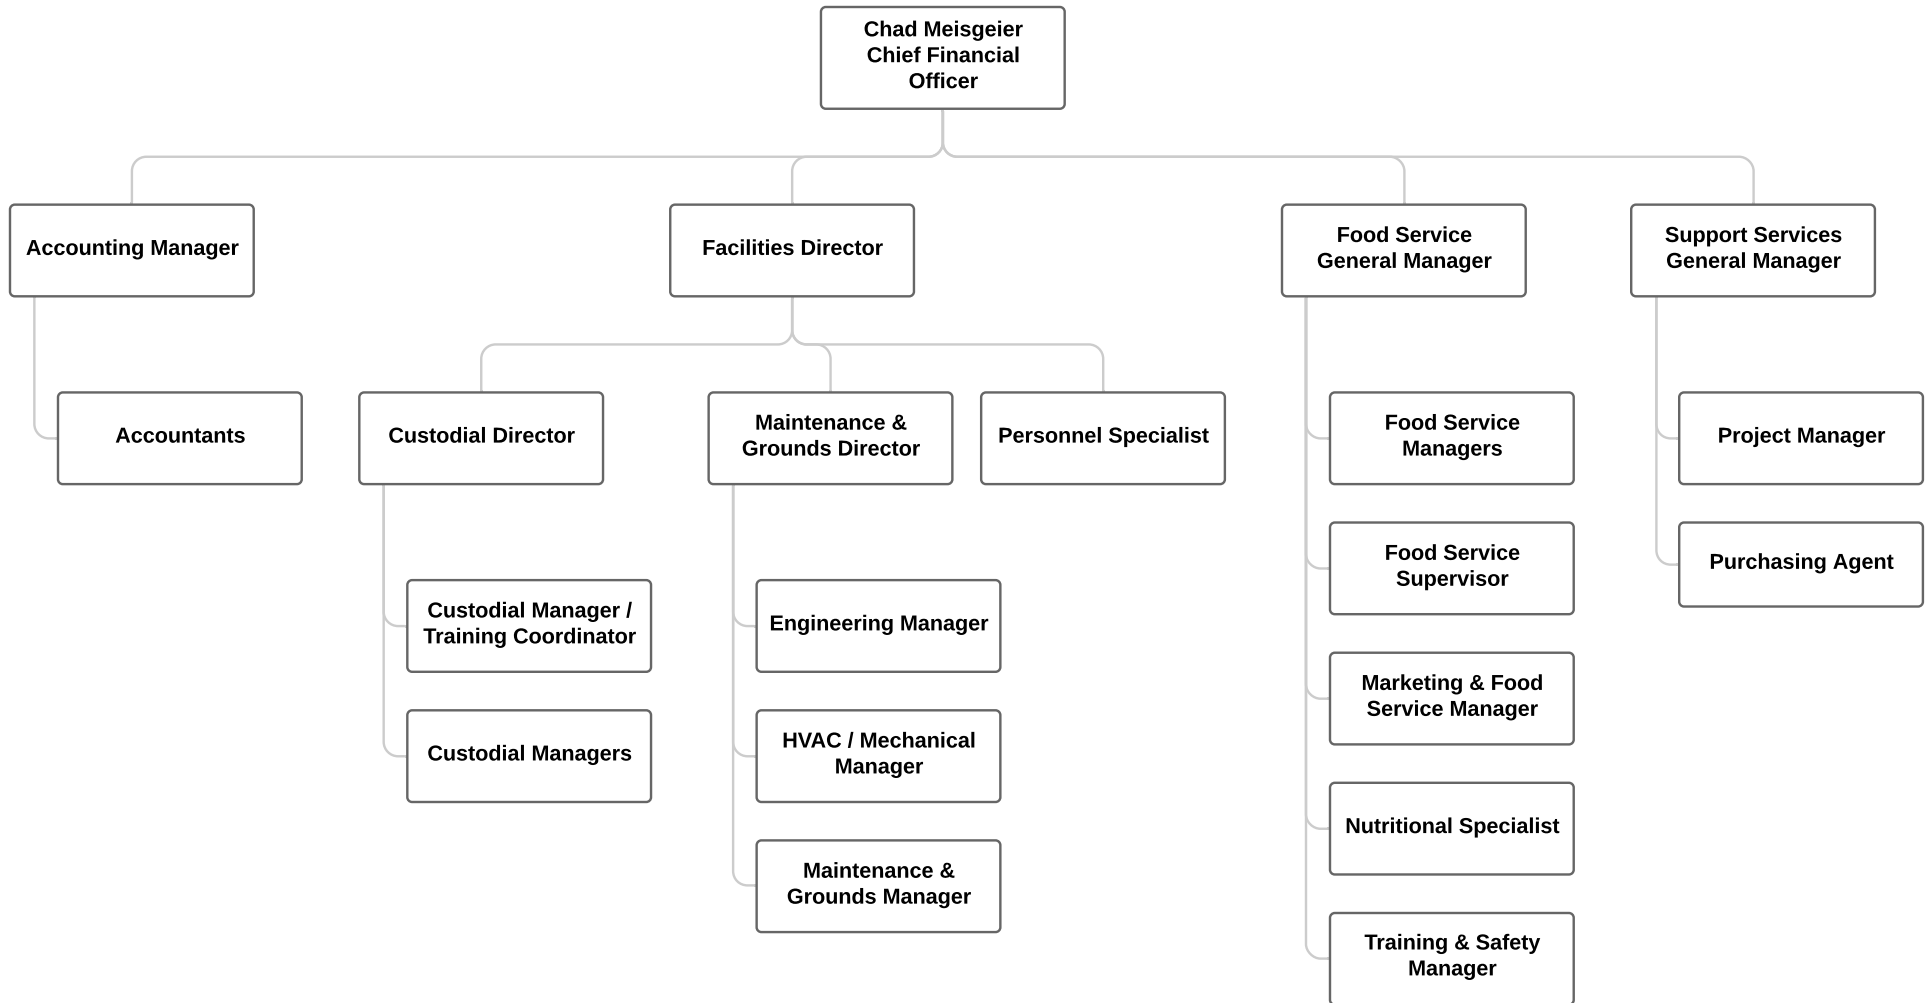 Chad Meisgeier
Chief Financial
Officer
Accounting Manager
Facilities Director
Food Service
General Manager
Support Services
General Manager
Accountants
Custodial Director
Maintenance &
Grounds Director
Personnel Specialist
Food Service
Managers
Project Manager
Food Service
Supervisor
Purchasing Agent
Custodial Manager /
Training Coordinator
Engineering Manager
Marketing & Food
Service Manager
Custodial Managers
HVAC / Mechanical
Manager
Nutritional Specialist
Maintenance &
Grounds Manager
Training & Safety
Manager